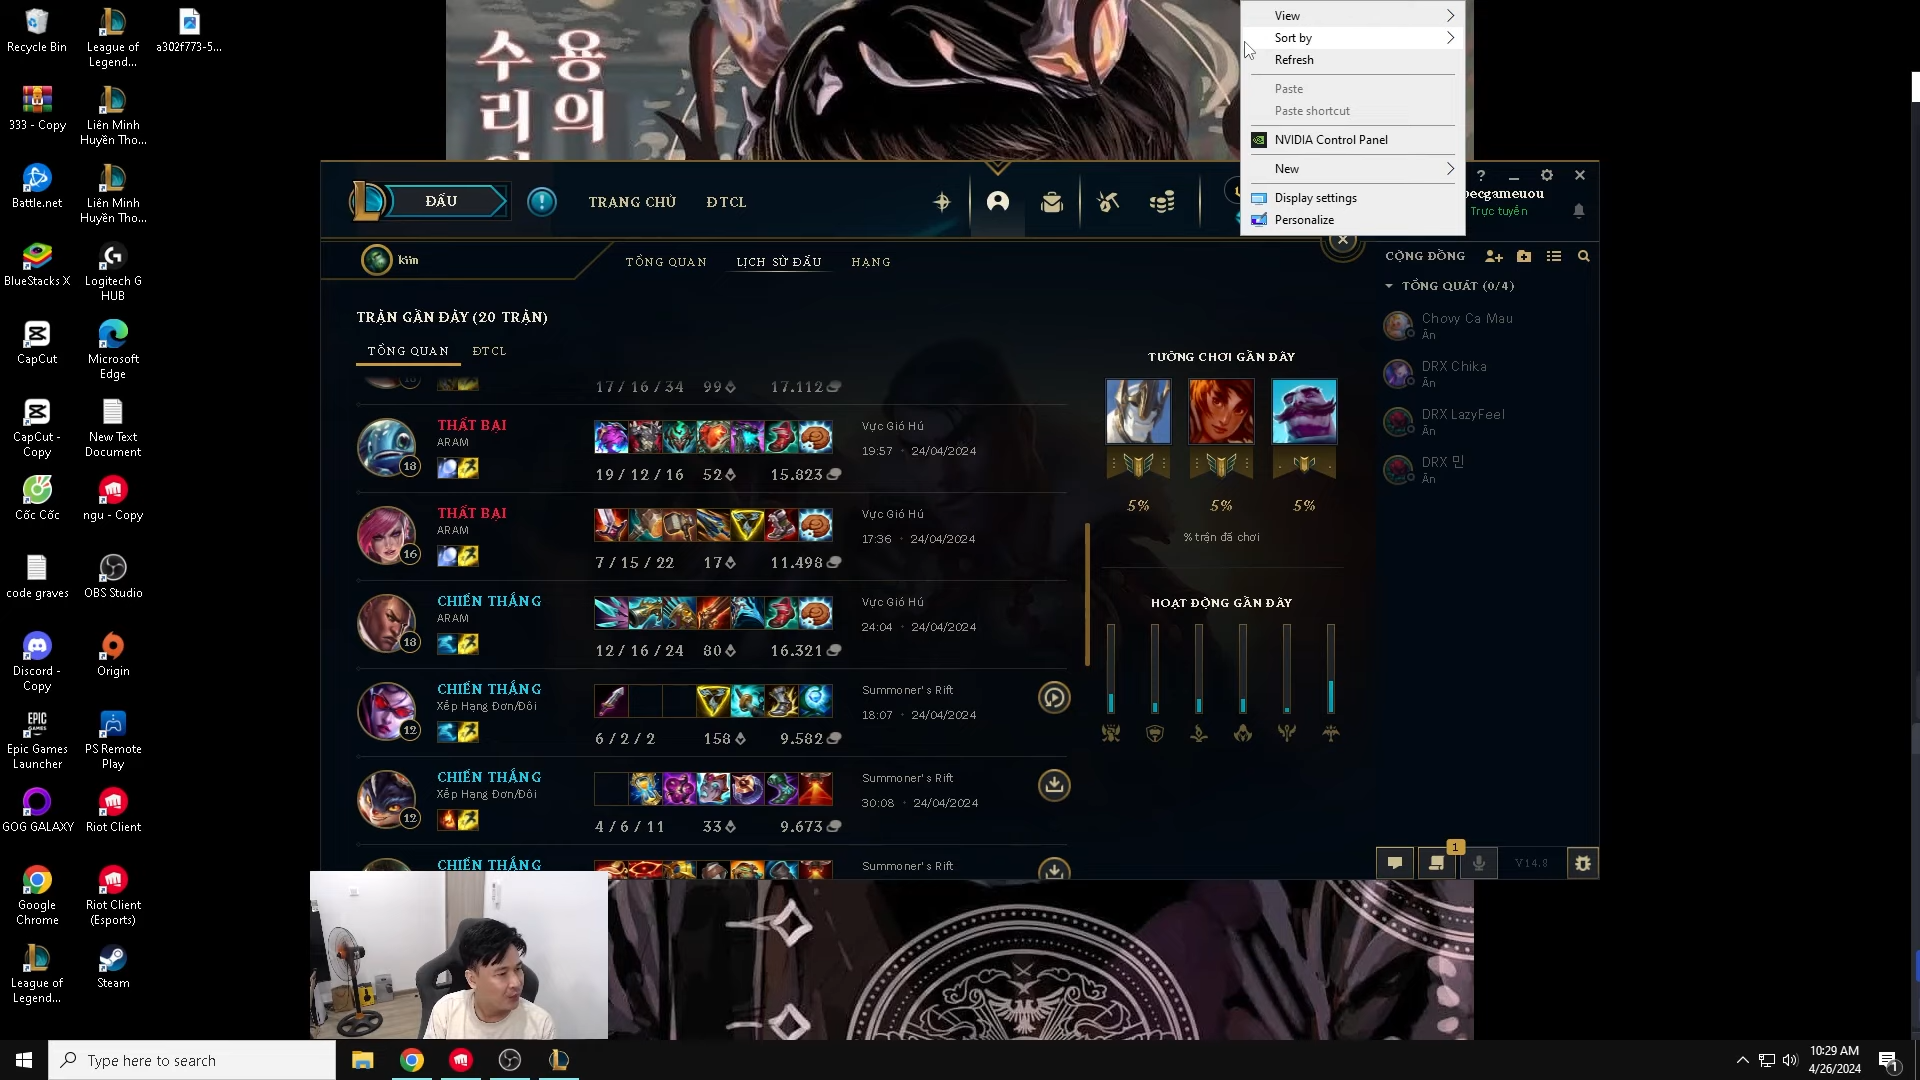 Recycle Bin
League of
Legend...
a302f773-5...
333 - Copy
Liên Minh
Huyền Tho...
Battle.net
Liên Minh
Huyền Tho...
BlueStacks X
Logitech G
HUB
CapCut
Microsoft
Edge
CapCut -
Copy
New Text
Document
Cốc Cốc
ngu - Copy
code graves
OBS Studio
Discord -
Copy
Origin
Epic Games
Launcher
PS Remote
Play
GOG GALAXY
Riot Client
Google
Chrome
Riot Client
(Esports)
League of
Legend...
Steam
수 용
리 의
View
Sort by
Refresh
Paste
Paste shortcut
NVIDIA Control Panel
New
Display settings
Personalize
ĐẤU
TRANG CHỦ
ĐTCL
becgameuou
Trực tuyến
kiin
TỔNG QUAN
LỊCH SỬ ĐẤU
HẠNG
TRẬN GẦN ĐÂY (20 TRẬN)
TỔNG QUAN
ĐTCL
17 / 16 / 34 99 17.112
THẤT BẠI
ARAM
18
19 / 12 / 16 52 15.823
Vực Gió Hú
19:57 • 24/04/2024
THẤT BẠI
ARAM
16
7 / 15 / 22 17 11.498
Vực Gió Hú
17:36 • 24/04/2024
CHIẾN THẮNG
ARAM
18
12 / 16 / 24 80 16.321
Vực Gió Hú
24:04 • 24/04/2024
CHIẾN THẮNG
Xếp Hạng Đơn/Đôi
12
6 / 2 / 2 158 9.582
Summoner's Rift
18:07 • 24/04/2024
CHIẾN THẮNG
Xếp Hạng Đơn/Đôi
12
4 / 6 / 11 33 9.673
Summoner's Rift
30:08 • 24/04/2024
CHIẾN THẮNG
Summoner's Rift
TƯỚNG CHƠI GẦN ĐÂY
5% 5% 5%
% trận đã chơi
HOẠT ĐỘNG GẦN ĐÂY
CỘNG ĐỒNG
TỔNG QUÁT (0/4)
Chovy Ca Mau
Ẩn
DRX Chika
Ẩn
DRX LazyFeel
Ẩn
DRX 민
Ẩn
1
V14.8
Type here to search
10:29 AM
4/26/2024
1